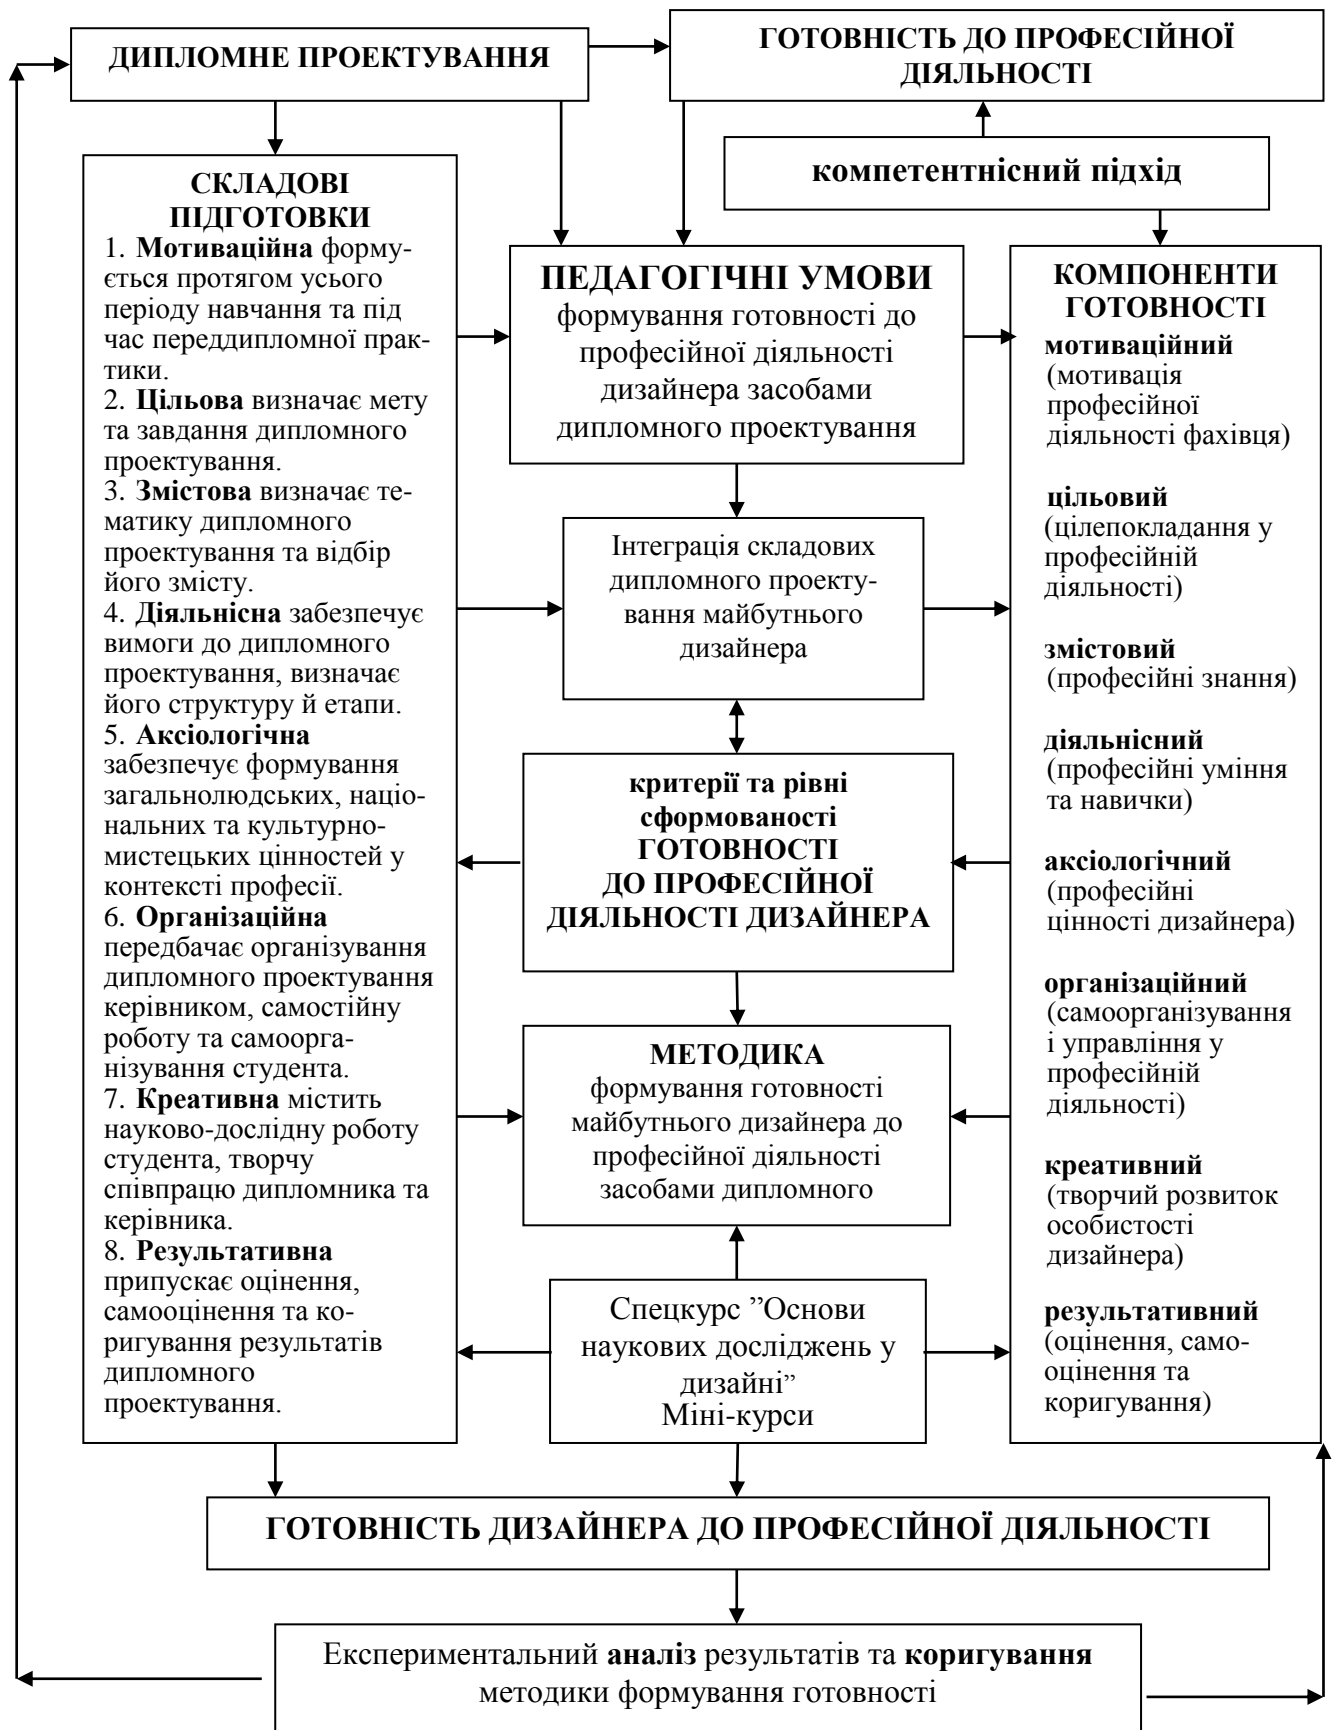 ДИПЛОМНЕ ПРОЕКТУВАННЯ
ГОТОВНІСТЬ ДО ПРОФЕСІЙНОЇ
ДІЯЛЬНОСТІ
компетентнісний підхід
СКЛАДОВІ
ПІДГОТОВКИ
1. Мотиваційна форму-
ється протягом усього
періоду навчання та під
час переддипломної прак-
тики.
2. Цільова визначає мету
та завдання дипломного
проектування.
3. Змістова визначає те-
матику дипломного
проектування та відбір
його змісту.
4. Діяльнісна забезпечує
вимоги до дипломного
проектування, визначає
його структуру й етапи.
5. Аксіологічна
забезпечує формування
загальнолюдських, націо-
нальних та культурно-
мистецьких цінностей у
контексті професії.
6. Організаційна
передбачає організування
дипломного проектування
керівником, самостійну
роботу та самоорга-
нізування студента.
7. Креативна містить
науково-дослідну роботу
студента, творчу
співпрацю дипломника та
керівника.
8. Результативна
припускає оцінення,
самооцінення та ко-
ригування результатів
дипломного
проектування.
ПЕДАГОГІЧНІ УМОВИ
формування готовності до
професійної діяльності
дизайнера засобами
дипломного проектування
Інтеграція складових
дипломного проекту-
вання майбутнього
дизайнера
критерії та рівні
сформованості
ГОТОВНОСТІ
ДО ПРОФЕСІЙНОЇ
ДІЯЛЬНОСТІ ДИЗАЙНЕРА
МЕТОДИКА
формування готовності
майбутнього дизайнера до
професійної діяльності
засобами дипломного
Спецкурс ”Основи
наукових досліджень у
дизайні”
Міні-курси
КОМПОНЕНТИ
ГОТОВНОСТІ
мотиваційний
(мотивація
професійної
діяльності фахівця)
цільовий
(цілепокладання у
професійній
діяльності)
змістовий
(професійні знання)
діяльнісний
(професійні уміння
та навички)
аксіологічний
(професійні
цінності дизайнера)
організаційний
(самоорганізування
і управління у
професійній
діяльності)
креативний
(творчий розвиток
особистості
дизайнера)
результативний
(оцінення, само-
оцінення та
коригування)
ГОТОВНІСТЬ ДИЗАЙНЕРА ДО ПРОФЕСІЙНОЇ ДІЯЛЬНОСТІ
Експериментальний аналіз результатів та коригування
методики формування готовності